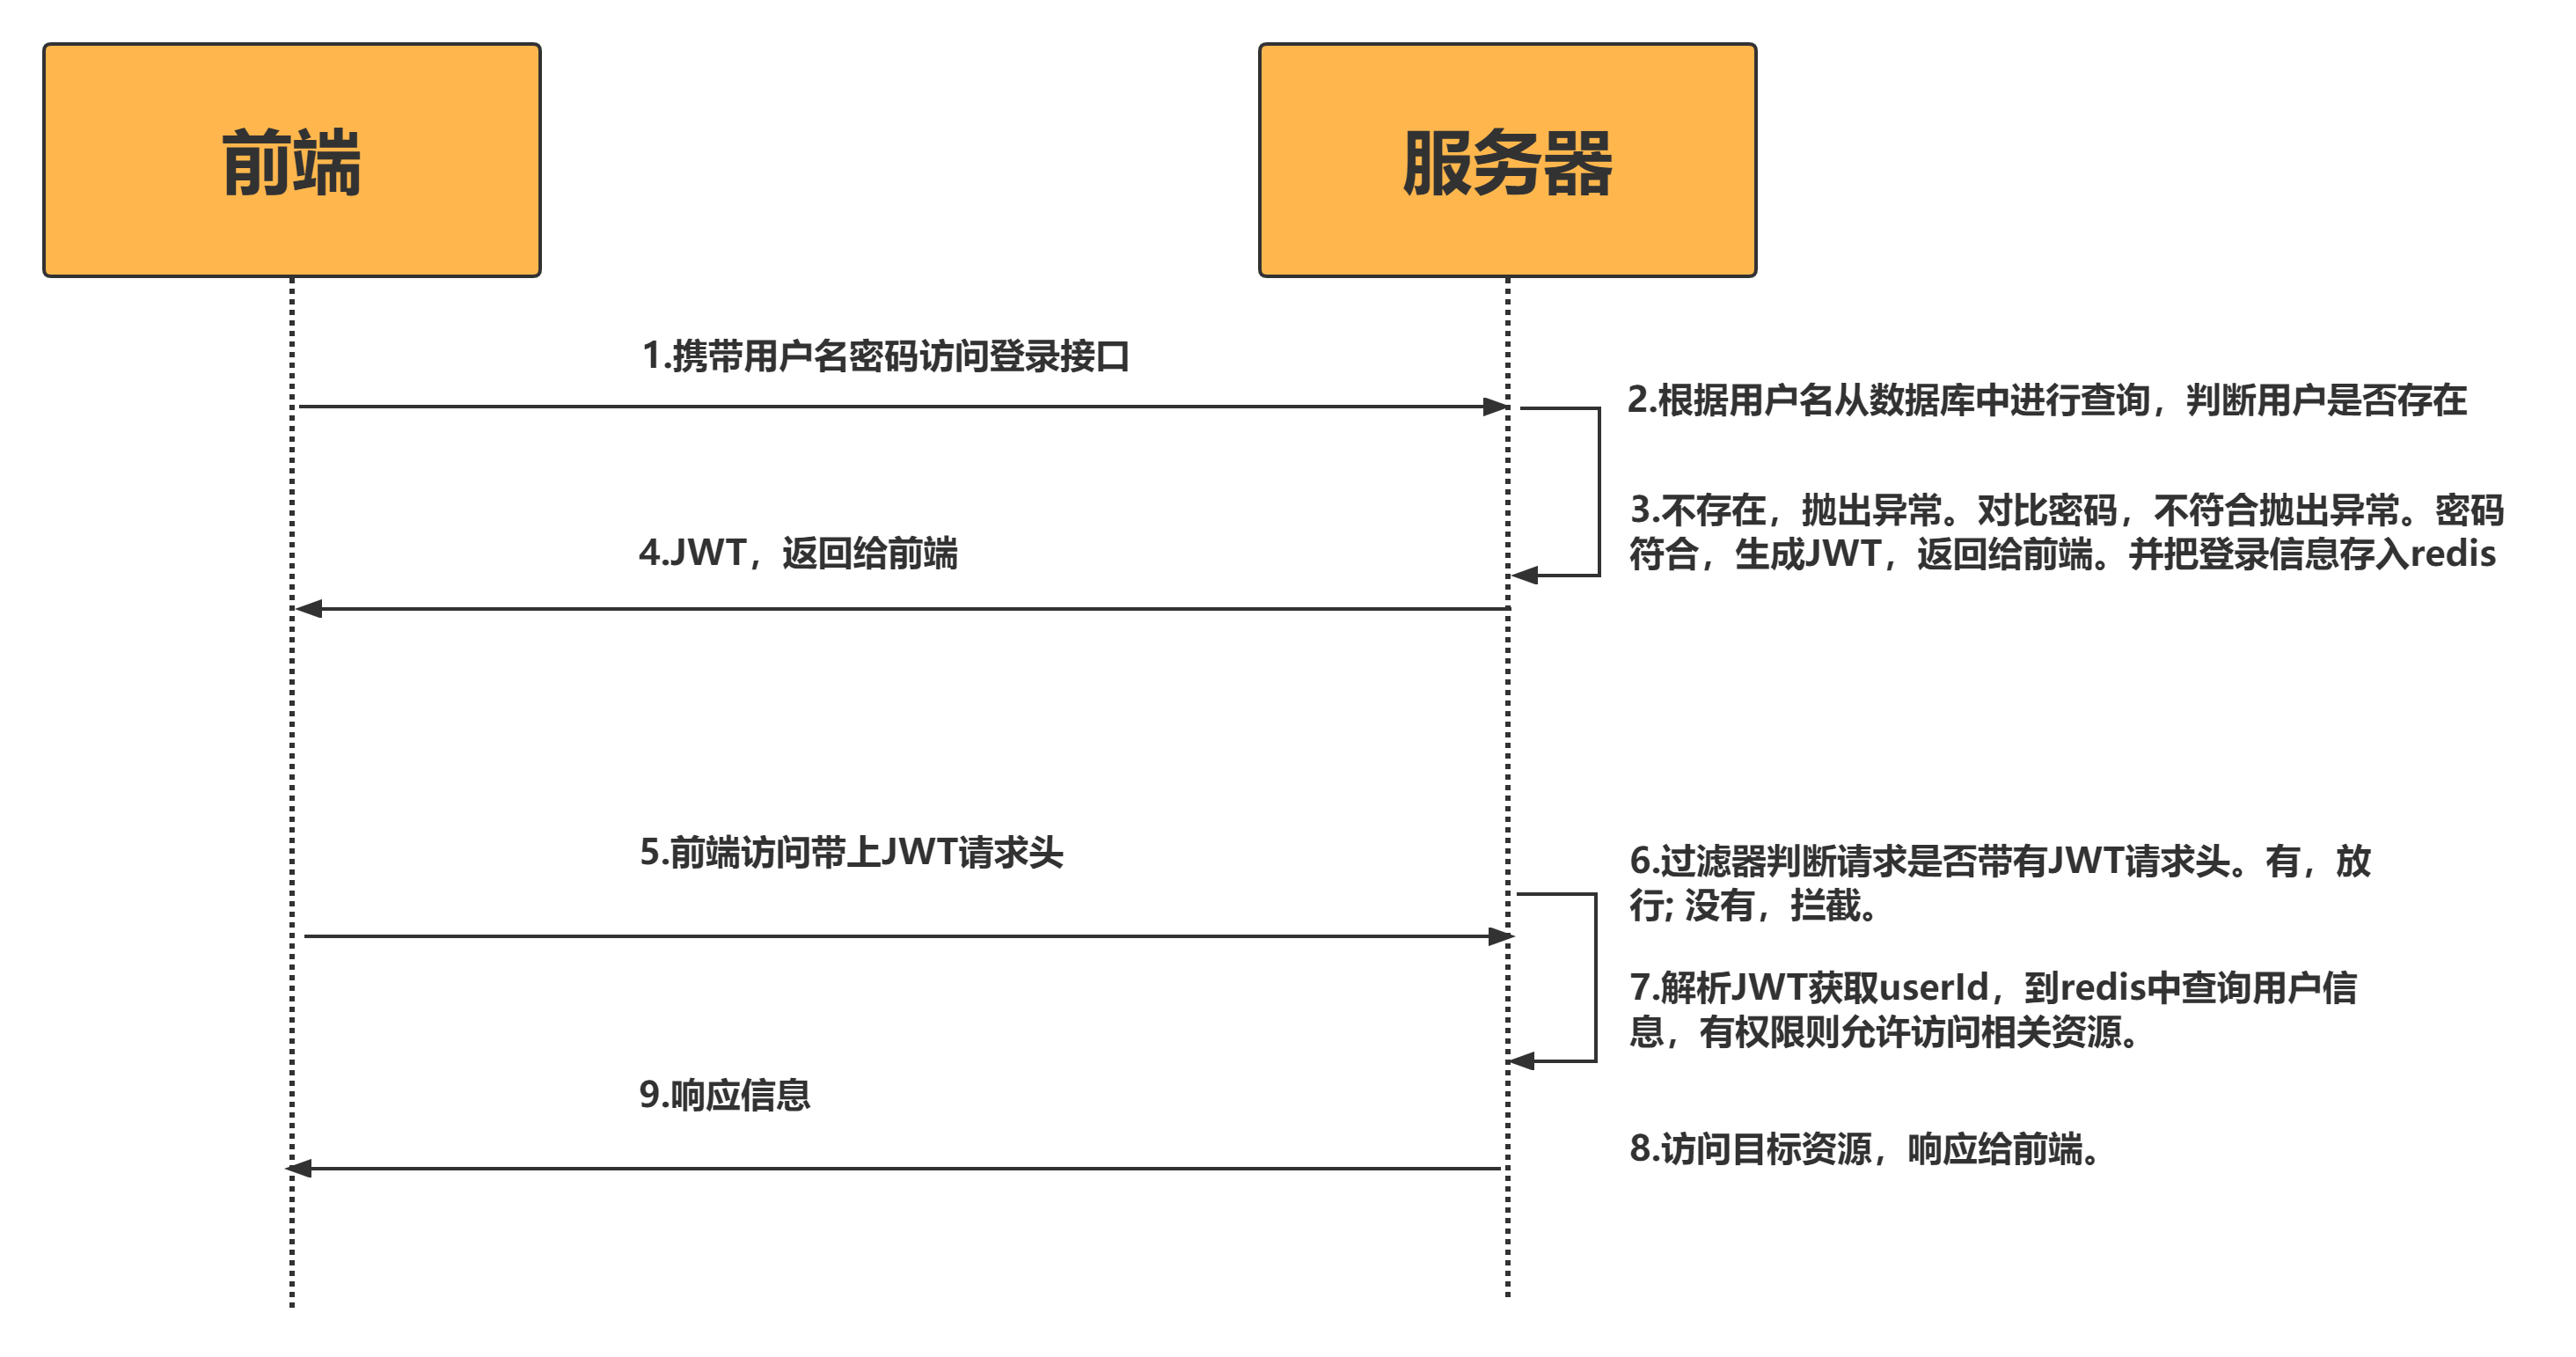 前端
服务器
1.携带用户名密码访问登录接口
2.根据用户名从数据库中进行查询，判断用户是否存在
3.不存在，抛出异常。对比密码，不符合抛出异常。密码
符合，生成JWT，返回给前端。并把登录信息存入redis
4.JWT，返回给前端
5.前端访问带上JWT请求头
6.过滤器判断请求是否带有JWT请求头。有，放
行; 没有，拦截。
7.解析JWT获取userId，到redis中查询用户信
息，有权限则允许访问相关资源。
8.访问目标资源，响应给前端。
9.响应信息